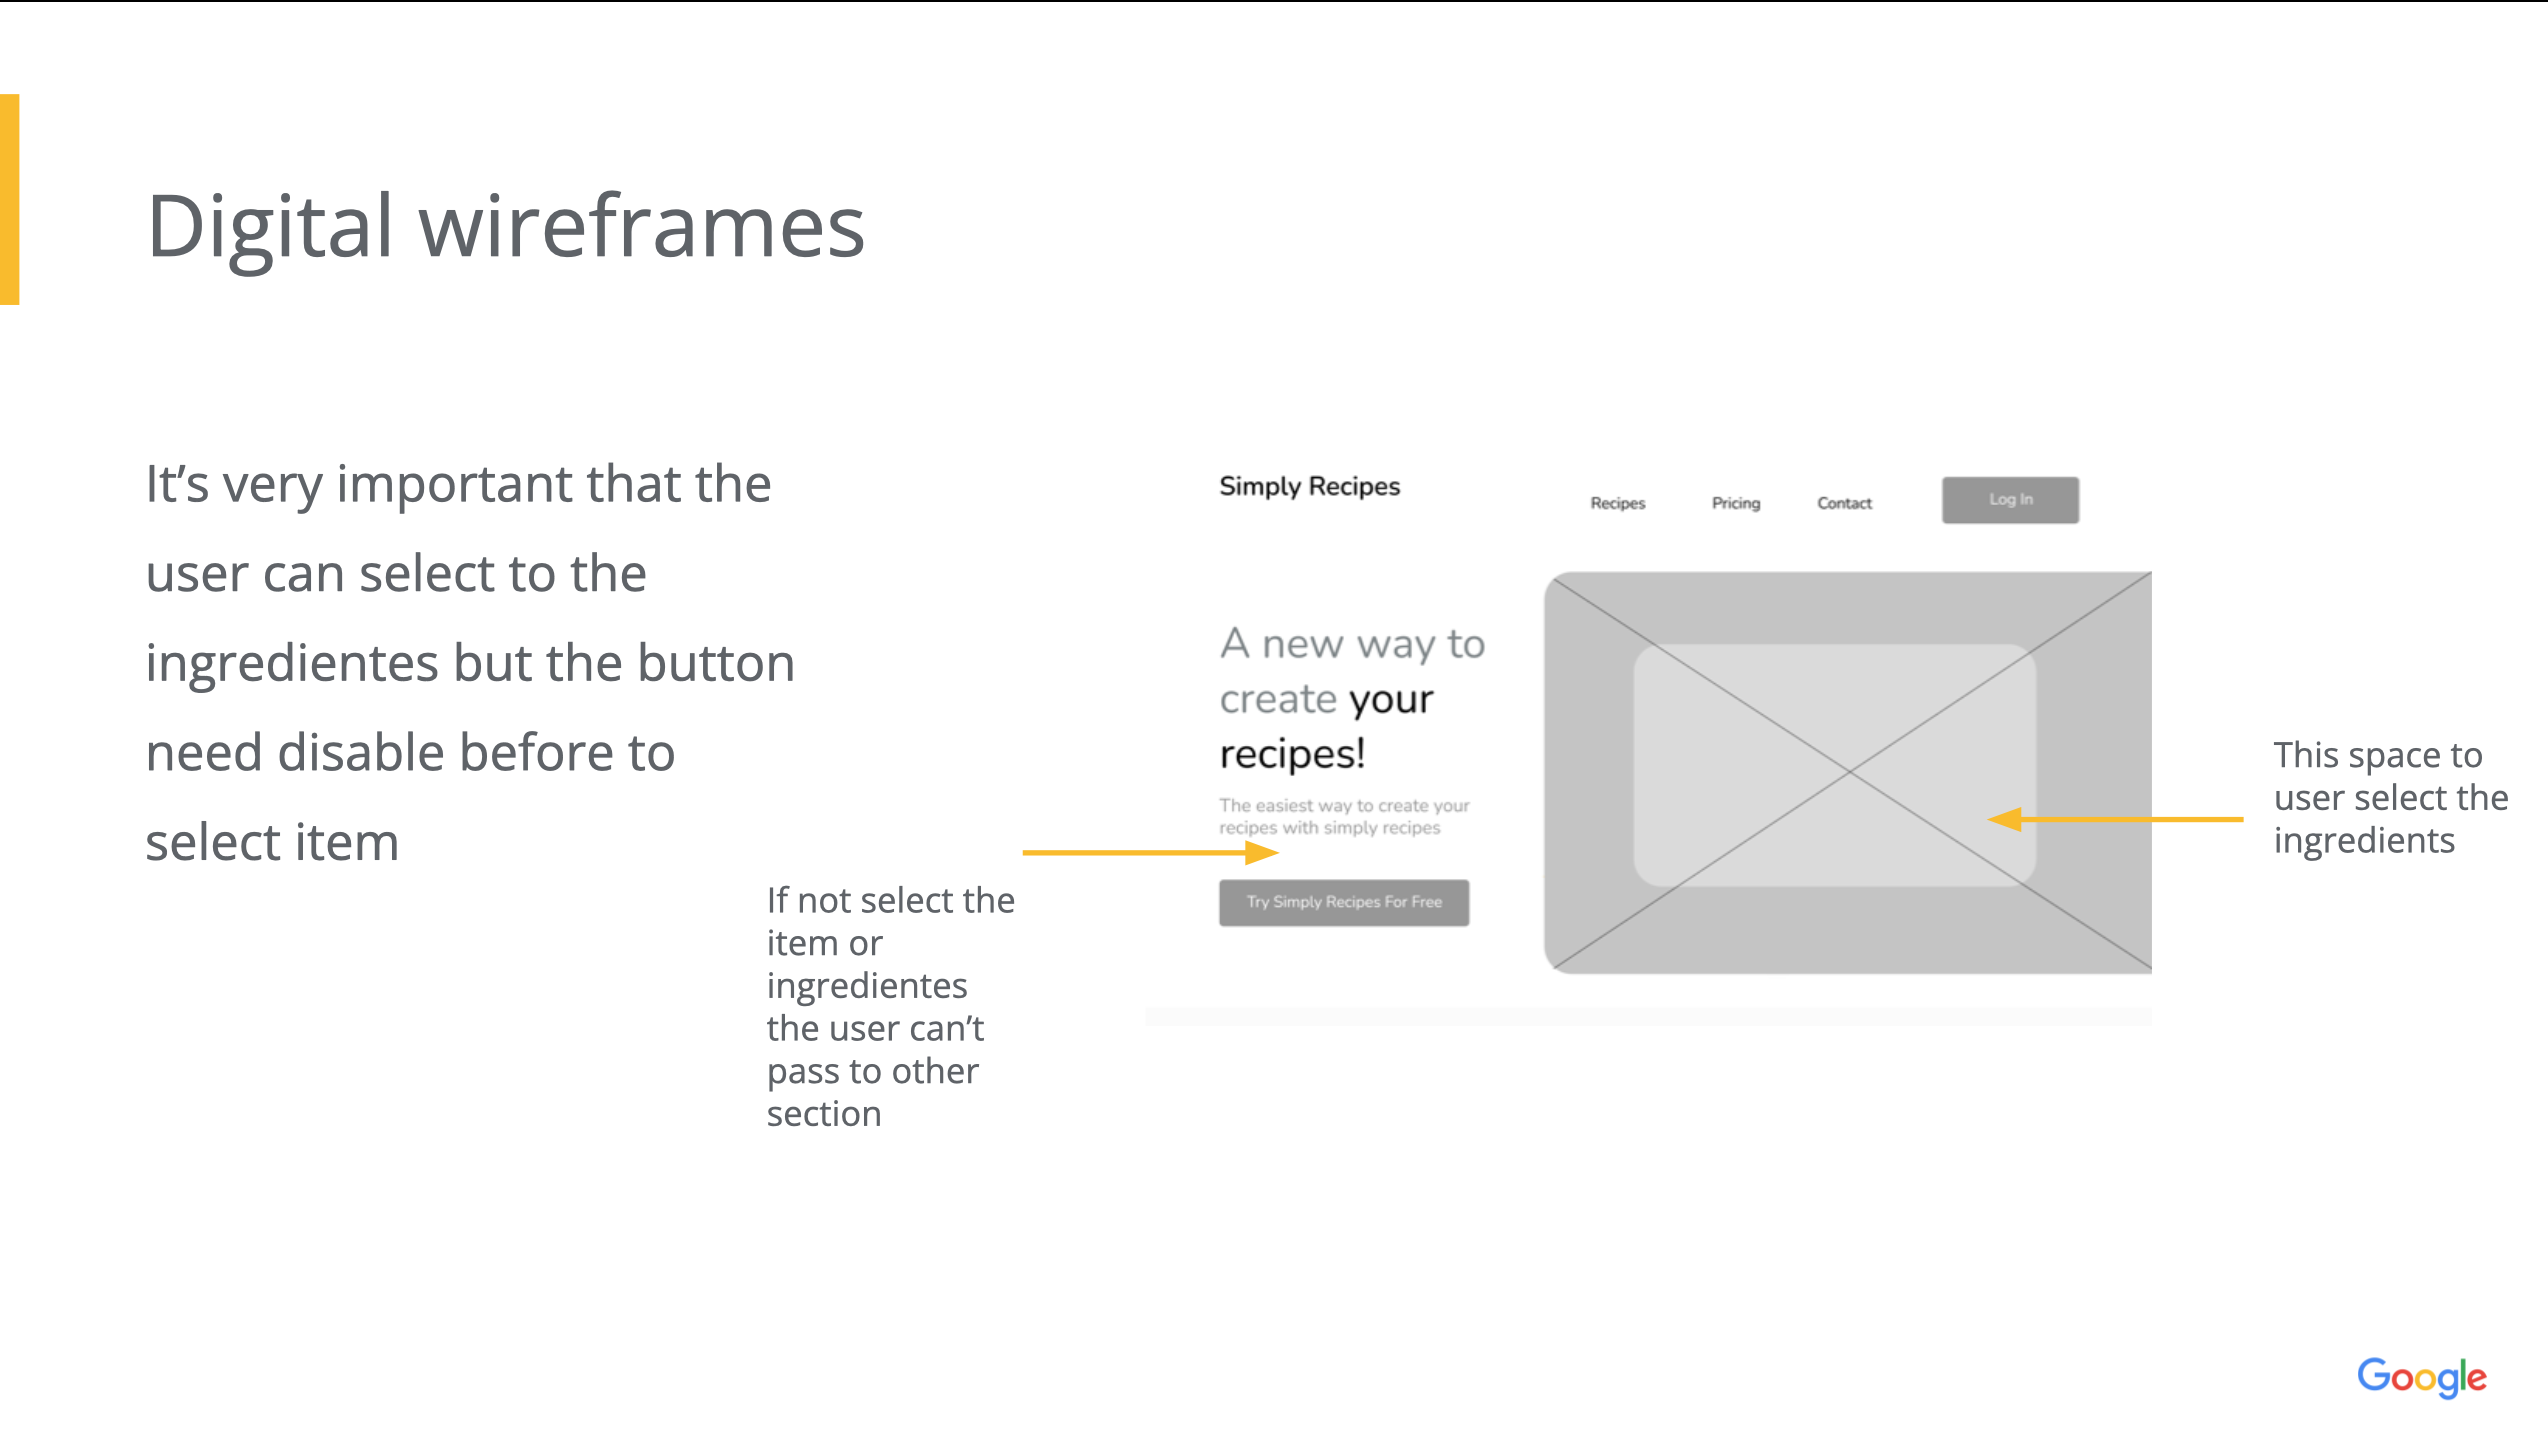 Digital wireframes
It’s very important that the
user can select to the
ingredientes but the button
need disable before to
select item
If not select the
item or
ingredientes
the user can’t
pass to other
section
Simply Recipes
Recipes
Pricing
Contact
Log In
A new way to
create your
recipes!
The easiest way to create your
recipes with simply recipes
Try Simply Recipes For Free
This space to
user select the
ingredients
Google